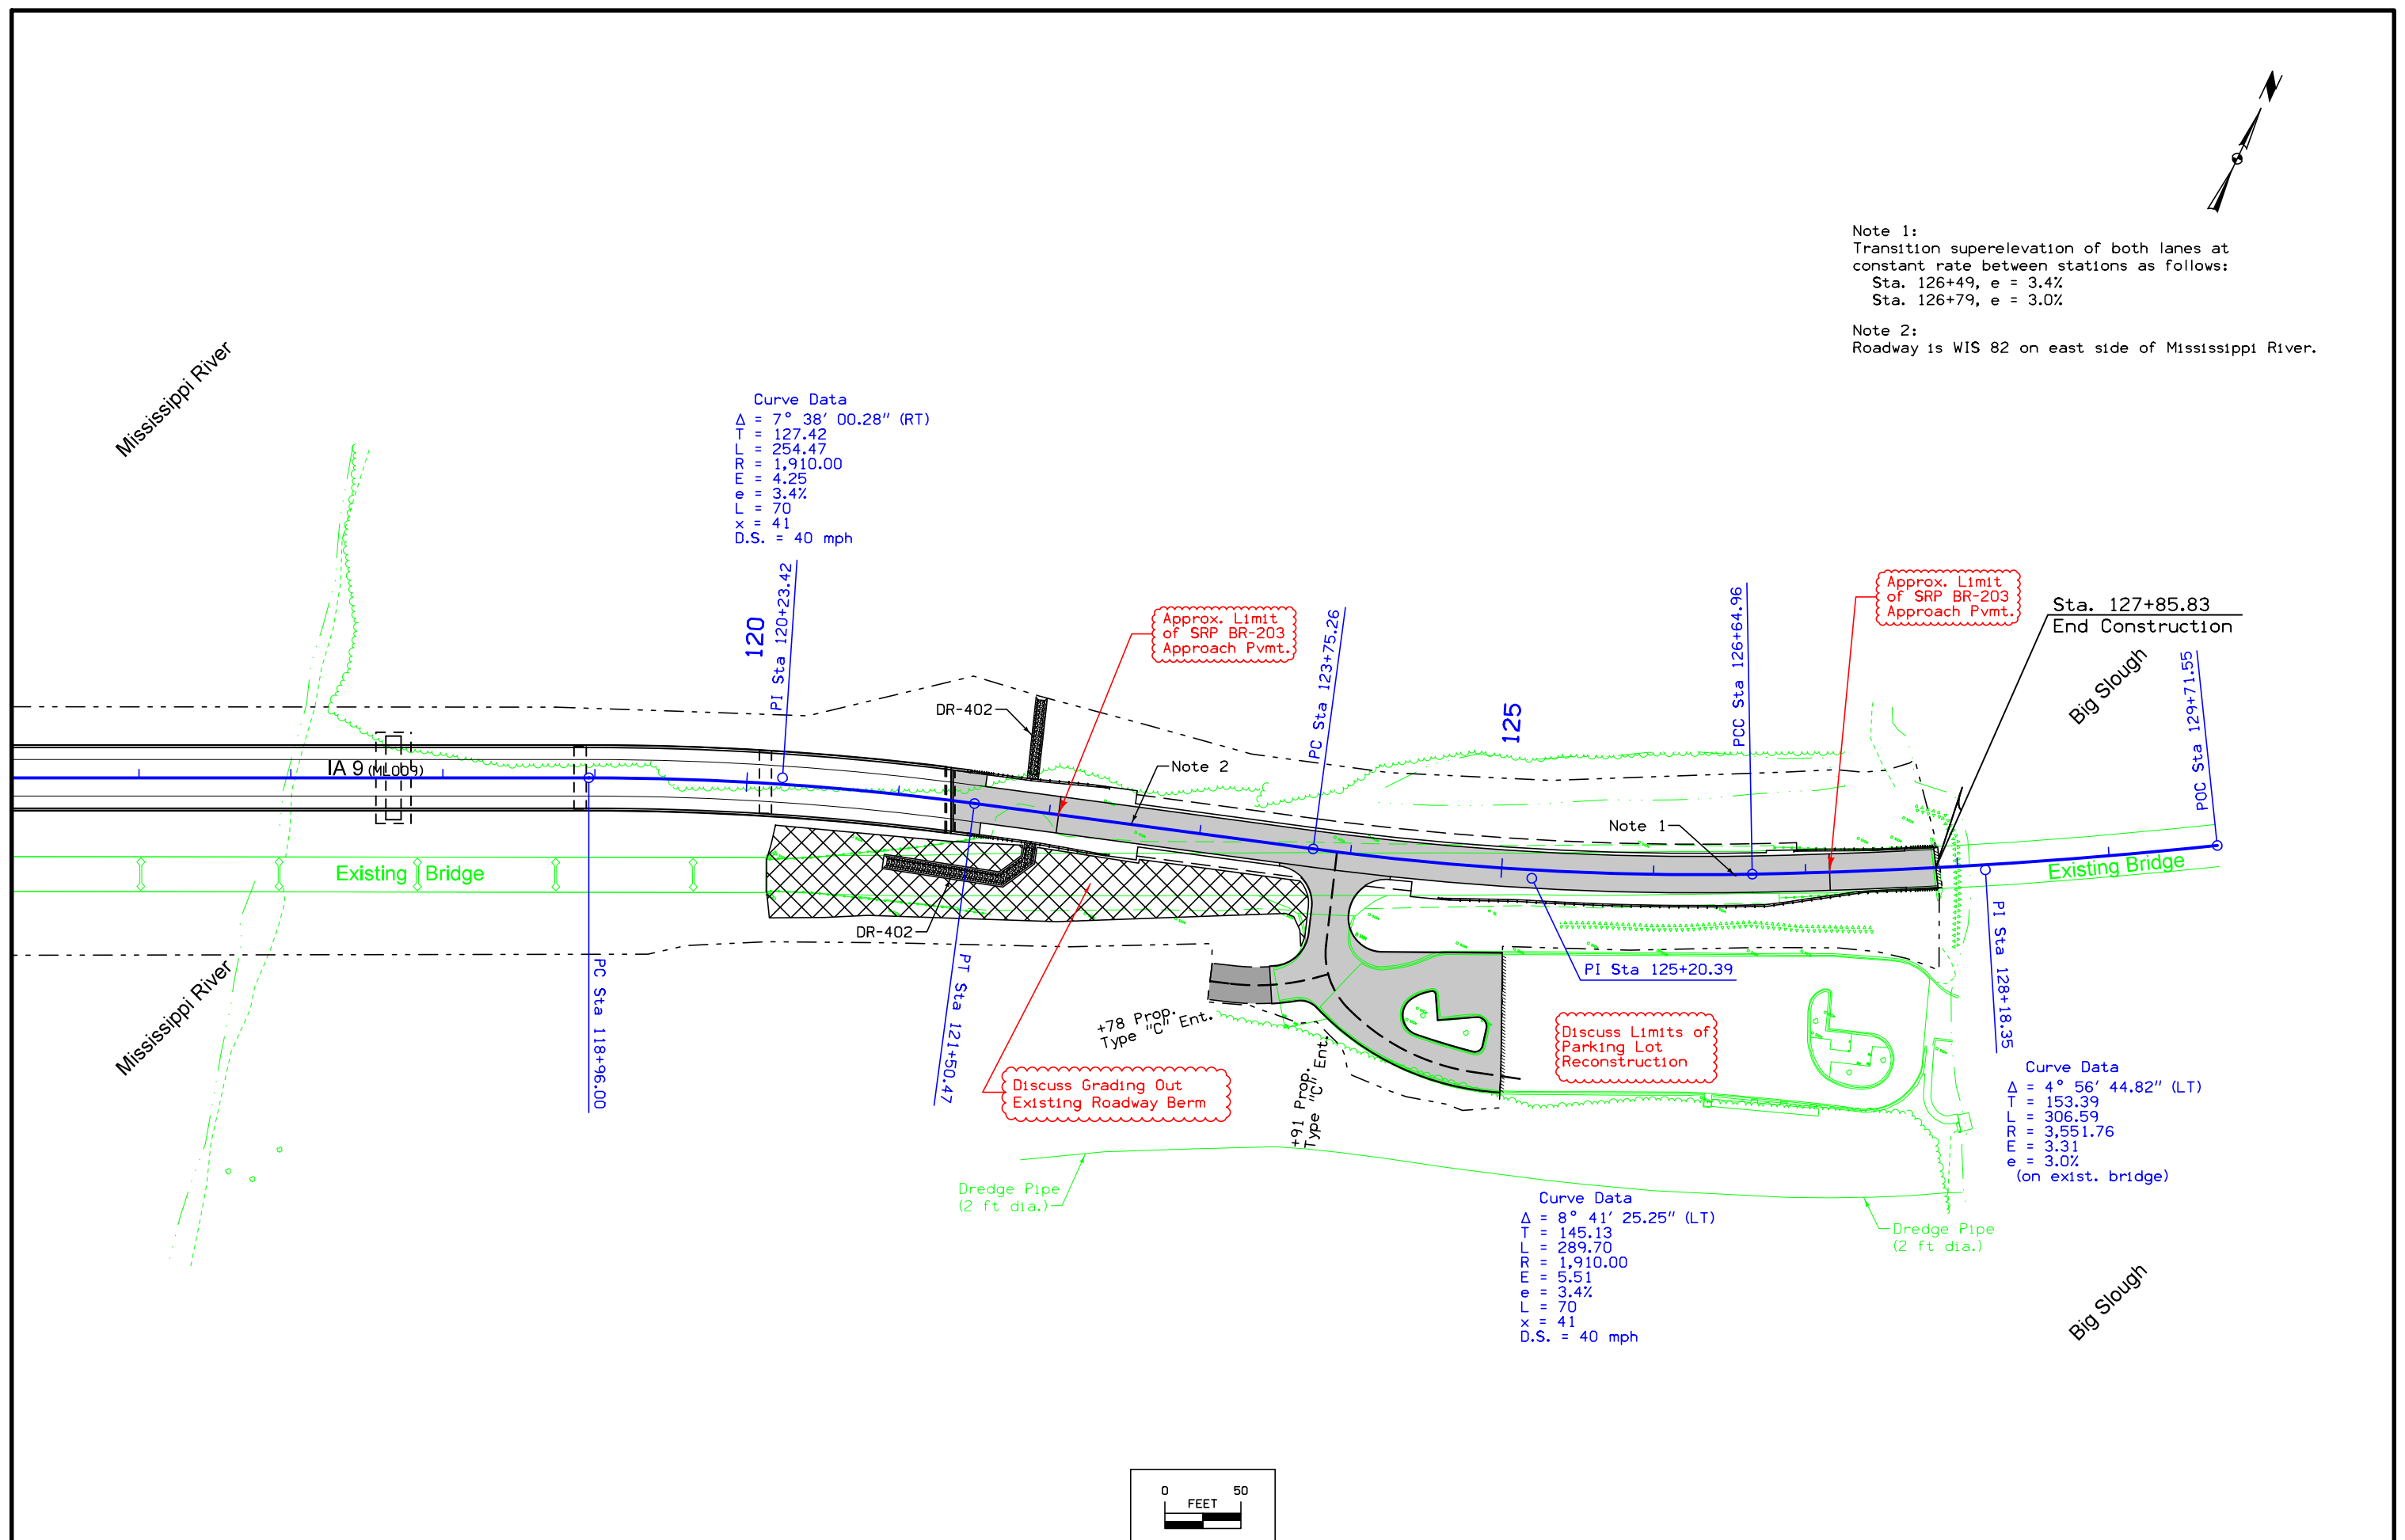 Note 1:
Transition superelevation of both lanes at
constant rate between stations as follows:
Sta. 126+49, e = 3.4%
Sta. 126+79, e = 3.0%
Note 2:
Roadway is WIS 82 on east side of Mississippi River.
Mississippi River
Curve Data
Δ = 7° 38' 00.28" (RT)
T = 127.42
L = 254.47
R = 1,910.00
E = 4.25
e = 3.4%
L = 70
x = 41
D.S. = 40 mph
120
PI Sta 120+23.42
Approx. Limit
of SRP BR-203
Approach Pvmt.
PC Sta 123+75.26
125
PCC Sta 126+64.96
Approx. Limit
of SRP BR-203
Approach Pvmt.
Sta. 127+85.83
End Construction
Big Slough
POC Sta 129+71.55
DR-402
Note 2
IA 9 (ML009)
Note 1
Existing Bridge
Existing Bridge
DR-402
PI Sta 125+20.39
Mississippi River
PC Sta 118+96.00
PT Sta 121+50.47
PI Sta 128+18.35
+78 Prop.
Type "C" Ent.
+91 Prop.
Type "C" Ent.
Discuss Limits of
Parking Lot
Reconstruction
Discuss Grading Out
Existing Roadway Berm
Curve Data
Δ = 4° 56' 44.82" (LT)
T = 153.39
L = 306.59
R = 3,551.76
E = 3.31
e = 3.0%
(on exist. bridge)
Dredge Pipe
(2 ft dia.)
Curve Data
Δ = 8° 41' 25.25" (LT)
T = 145.13
L = 289.70
R = 1,910.00
E = 5.51
e = 3.4%
L = 70
x = 41
D.S. = 40 mph
Dredge Pipe
(2 ft dia.)
Big Slough
0 50
FEET